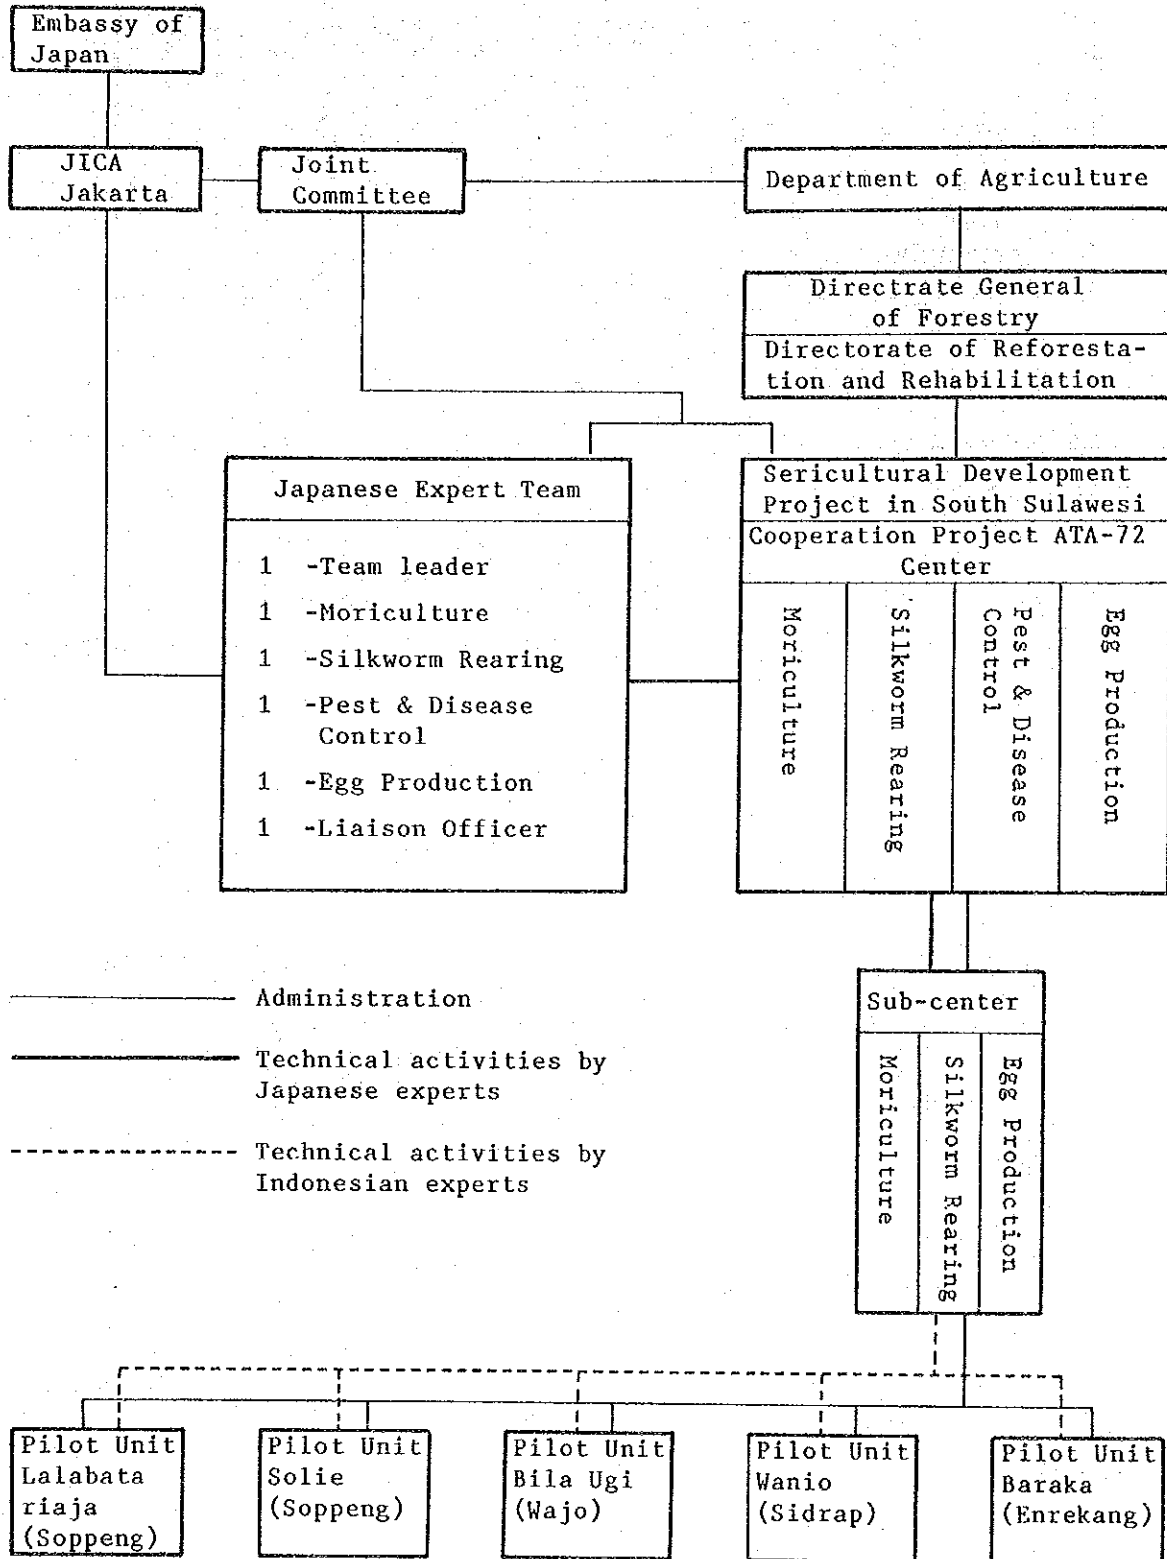 Embassy of
Japan
JICA
Jakarta
Joint
Committee
Department of Agriculture
Directrate General
of Forestry
Directorate of Reforesta-
tion and Rehabilitation
Japanese Expert Team
1 -Team leader
1 -Moriculture
1 -Silkworm Rearing
1 -Pest & Disease
Control
1 -Egg Production
1 -Liaison Officer
Sericultural Development
Project in South Sulawesi
Cooperation Project ATA-72
Center
Moriculture
Silkworm Rearing
Pest & Disease
Control
Egg Production
Administration
Technical activities by
Japanese experts
Technical activities by
Indonesian experts
Sub-center
Moriculture
Silkworm Rearing
Egg Production
Pilot Unit
Lalabata
riaja
(Soppeng)
Pilot Unit
Solie
(Soppeng)
Pilot Unit
Bila Ugi
(Wajo)
Pilot Unit
Wanio
(Sidrap)
Pilot Unit
Baraka
(Enrekang)